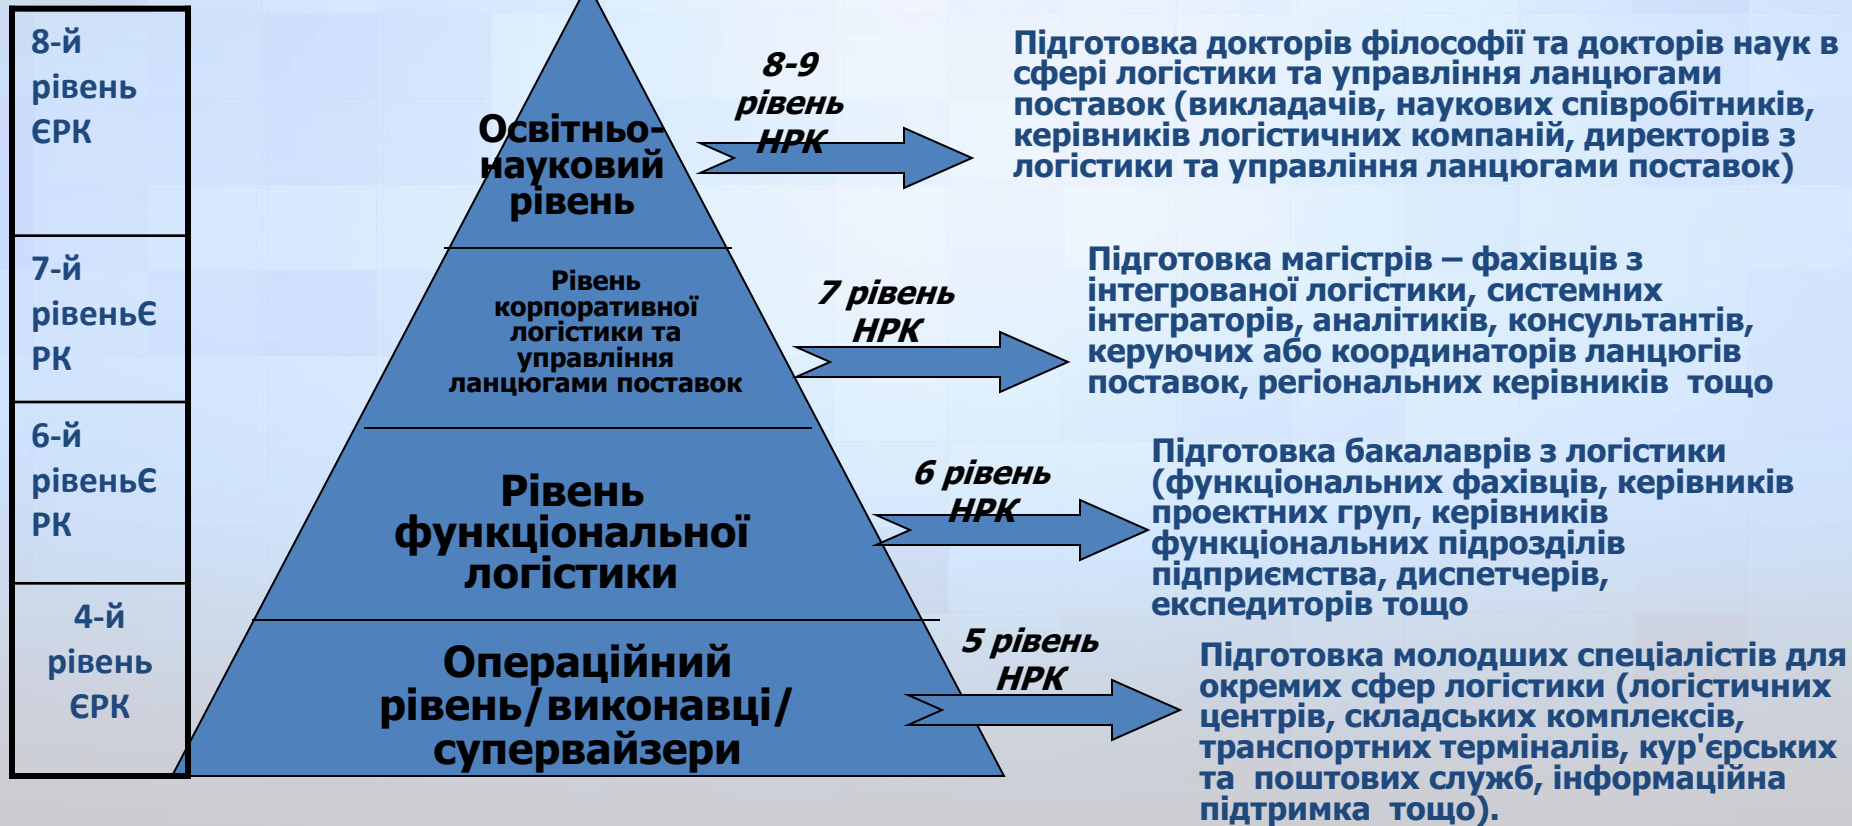 8-й
рівень
ЄРК
Освітньо-
науковий
рівень
8-9
рівень
НРК
Підготовка докторів філософії та докторів наук в
сфері логістики та управління ланцюгами
поставок (викладачів, наукових співробітників,
керівників логістичних компаній, директорів з
логістики та управління ланцюгами поставок)
7-й
рівеньЄ
РК
Рівень
корпоративної
логістики та
управління
ланцюгами поставок
7 рівень
НРК
Підготовка магістрів – фахівців з
інтегрованої логістики, системних
інтеграторів, аналітиків, консультантів,
керуючих або координаторів ланцюгів
поставок, регіональних керівників  тощо
6-й
рівеньЄ
РК
Рівень
функціональної
логістики
6 рівень
НРК
Підготовка бакалаврів з логістики
(функціональних фахівців, керівників
проектних груп, керівників
функціональних підрозділів
підприємства, диспетчерів,
експедиторів тощо
4-й
рівень
ЄРК
Операційний
рівень/виконавці/
супервайзери
5 рівень
НРК
Підготовка молодших спеціалістів для
окремих сфер логістики (логістичних
центрів, складських комплексів,
транспортних терміналів, кур'єрських
та  поштових служб, інформаційна
підтримка  тощо).